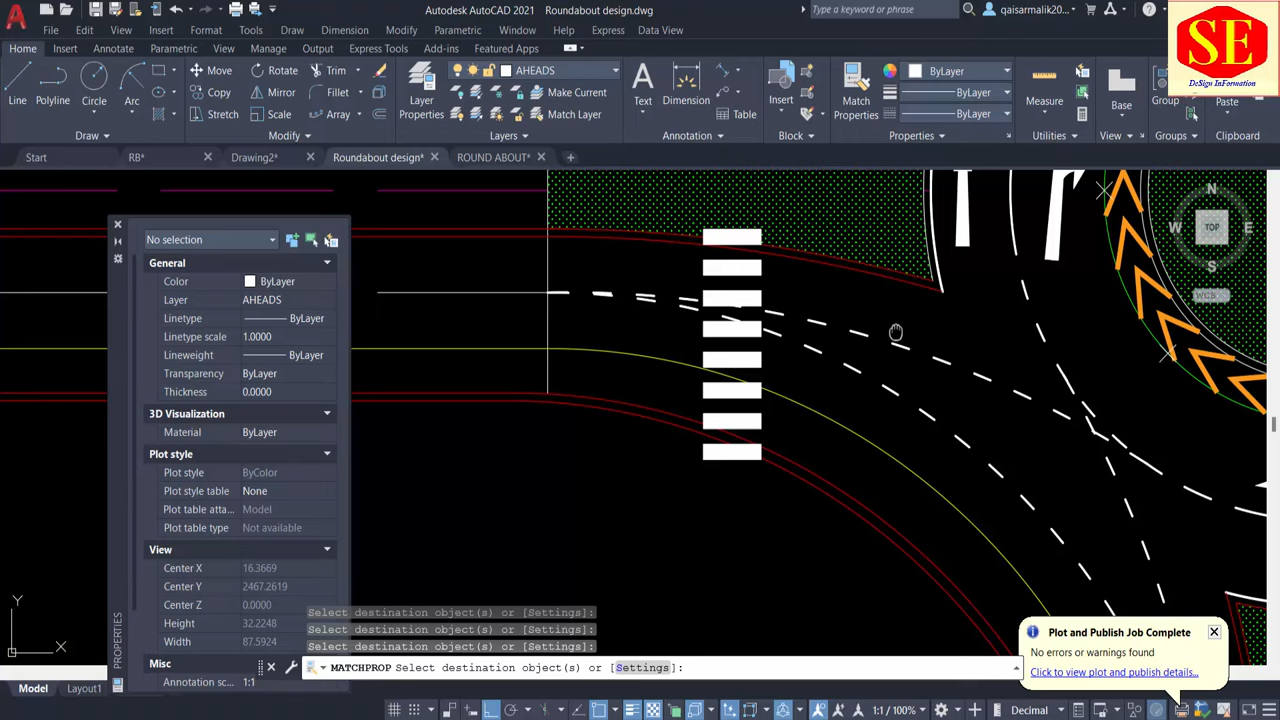 Autodesk AutoCAD 2021 Roundabout design.dwg
Type a keyword or phrase
qaisarmalik20...
SE
DeSign InFormation
File Edit View Insert Format Tools Draw Dimension Modify Parametric Window Help Express Data View
Home Insert Annotate Parametric View Manage Output Express Tools Add-ins Featured Apps
Line Polyline Circle Arc
Move Rotate Trim
Copy Mirror Fillet
Stretch Scale Array
Layer Properties
AHEADS
Make Current
Match Layer
Text Dimension
Table
Insert
Match Properties
ByLayer
ByLayer
ByLayer
Measure
Base
Group
Paste
Draw Modify Layers Annotation Block Properties Groups Utilities View Clipboard
Start RB* Drawing2* Roundabout design* ROUND ABOUT*
No selection
General
Color ByLayer
Layer AHEADS
Linetype ByLayer
Linetype scale 1.0000
Lineweight ByLayer
Transparency ByLayer
Thickness 0.0000
3D Visualization
Material ByLayer
Plot style
Plot style ByColor
Plot style table None
Plot table atta... Model
Plot table type Not available
View
Center X 16.3669
Center Y 2467.2619
Center Z 0.0000
Height 32.2248
Width 87.5924
Misc
Annotation sc... 1:1
PROPERTIES
N
W TOP E
S
Y
X
Select destination object(s) or [Settings]:
Select destination object(s) or [Settings]:
Select destination object(s) or [Settings]:
MATCHPROP Select destination object(s) or [Settings]:
Plot and Publish Job Complete
No errors or warnings found
Click to view plot and publish details...
Model Layout1
1:1 / 100%
Decimal